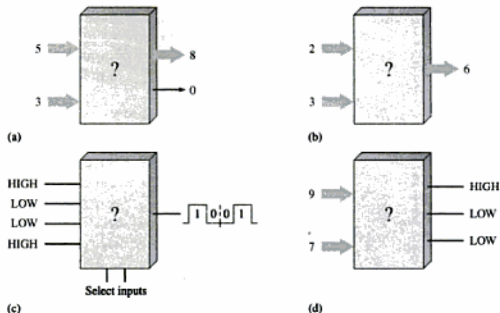 5
?
8
3
0
(a)
2
?
6
3
(b)
HIGH
LOW
?
1 0 0 1
LOW
HIGH
Select inputs
(c)
9
HIGH
?
LOW
7
LOW
(d)